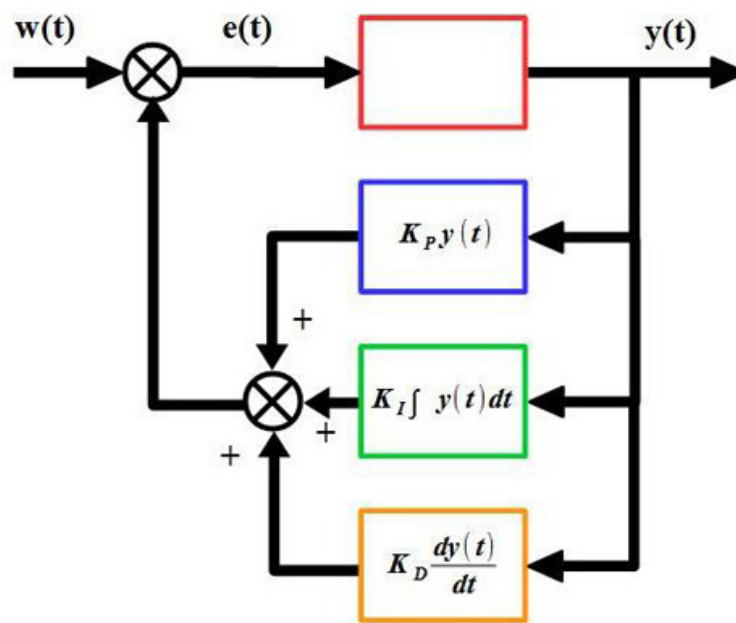 w(t) e(t) y(t)
K_P y(t)
+
K_I ∫ y(t)dt
+
+
K_D dy(t)/dt